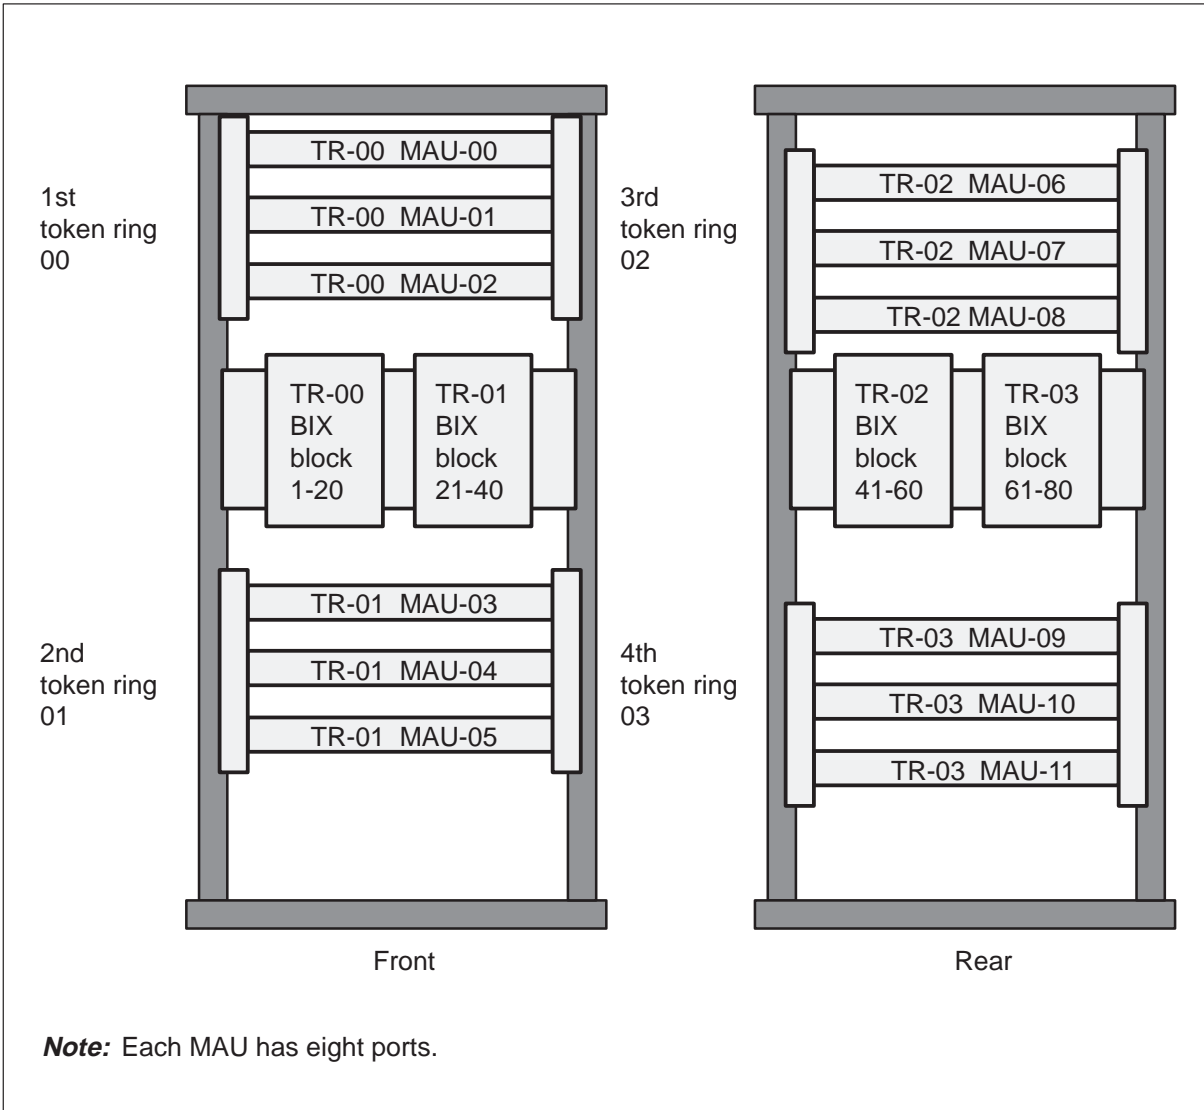 1st
token ring
00
TR-00 MAU-00
TR-00 MAU-01
TR-00 MAU-02
TR-00
BIX
block
1-20
TR-01
BIX
block
21-40
2nd
token ring
01
TR-01 MAU-03
TR-01 MAU-04
TR-01 MAU-05
Front
3rd
token ring
02
TR-02 MAU-06
TR-02 MAU-07
TR-02 MAU-08
TR-02
BIX
block
41-60
TR-03
BIX
block
61-80
4th
token ring
03
TR-03 MAU-09
TR-03 MAU-10
TR-03 MAU-11
Rear
Note: Each MAU has eight ports.